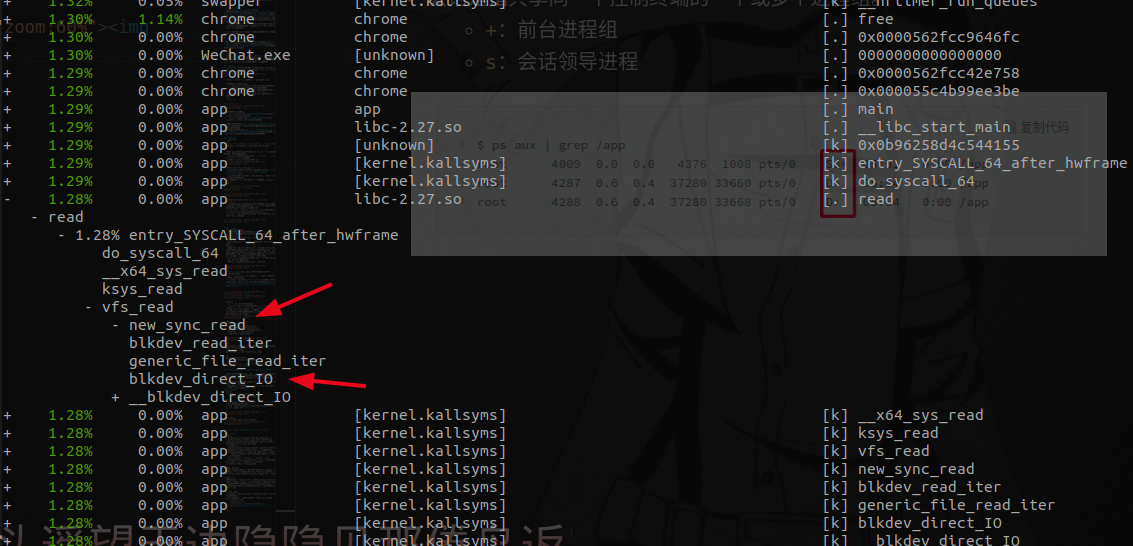 1.32% 0.05% swapper [kernel.kallsyms] [k] __hrtimer_run_queues
+ 1.30% 1.14% chrome chrome [.] free
+ 1.30% 0.00% chrome chrome [.] 0x0000562fcc9646fc
+ 1.30% 0.00% WeChat.exe [unknown] [.] 0000000000000000
+ 1.29% 0.00% chrome chrome [.] 0x0000562fcc42e758
+ 1.29% 0.00% chrome chrome [.] 0x000055c4b99ee3be
+ 1.29% 0.00% app app [.] main
+ 1.29% 0.00% app libc-2.27.so [.] __libc_start_main
+ 1.29% 0.00% app [unknown] [k] 0x0b96258d4c544155
+ 1.29% 0.00% app [kernel.kallsyms] [k] entry_SYSCALL_64_after_hwframe
+ 1.29% 0.00% app [kernel.kallsyms] [k] do_syscall_64
- 1.28% 0.00% app libc-2.27.so [.] read
- read
- 1.28% entry_SYSCALL_64_after_hwframe
do_syscall_64
__x64_sys_read
ksys_read
- vfs_read
- new_sync_read
blkdev_read_iter
generic_file_read_iter
blkdev_direct_IO
+ __blkdev_direct_IO
+ 1.28% 0.00% app [kernel.kallsyms] [k] __x64_sys_read
+ 1.28% 0.00% app [kernel.kallsyms] [k] ksys_read
+ 1.28% 0.00% app [kernel.kallsyms] [k] vfs_read
+ 1.28% 0.00% app [kernel.kallsyms] [k] new_sync_read
+ 1.28% 0.00% app [kernel.kallsyms] [k] blkdev_read_iter
+ 1.28% 0.00% app [kernel.kallsyms] [k] generic_file_read_iter
+ 1.28% 0.00% app [kernel.kallsyms] [k] blkdev_direct_IO
+ 1.28% 0.00% app [kernel.kallsyms] [k] __blkdev_direct_IO
zoom:60%"><im
+：前台进程组
s：会话领导进程
复制代码
$ ps aux | grep /app
4009 0.0 0.0 4376 1008 pts/0
4287 0.6 0.4 37280 33660 pts/0
root 4288 0.6 0.4 37280 33668 pts/0 0:00 /app